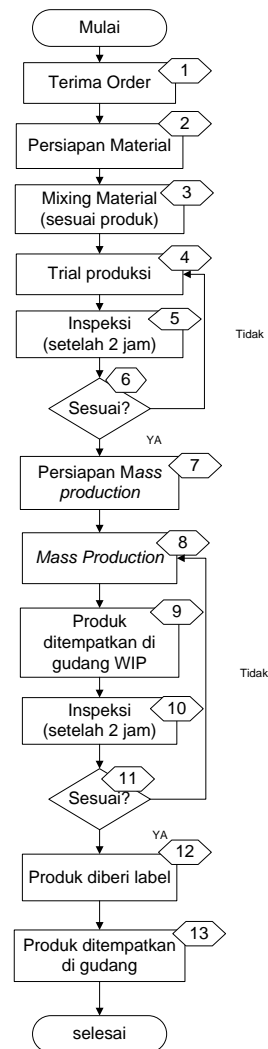 Mulai
1
Terima Order
2
Persiapan Material
3
Mixing Material
(sesuai produk)
4
Trial produksi
5
Inspeksi
(setelah 2 jam)
Tidak
6
Sesuai?
YA
7
Persiapan Mass
production
8
Mass Production
9
Produk
ditempatkan di
gudang WIP
Tidak
10
Inspeksi
(setelah 2 jam)
11
Sesuai?
YA
12
Produk diberi label
13
Produk ditempatkan
di gudang
selesai